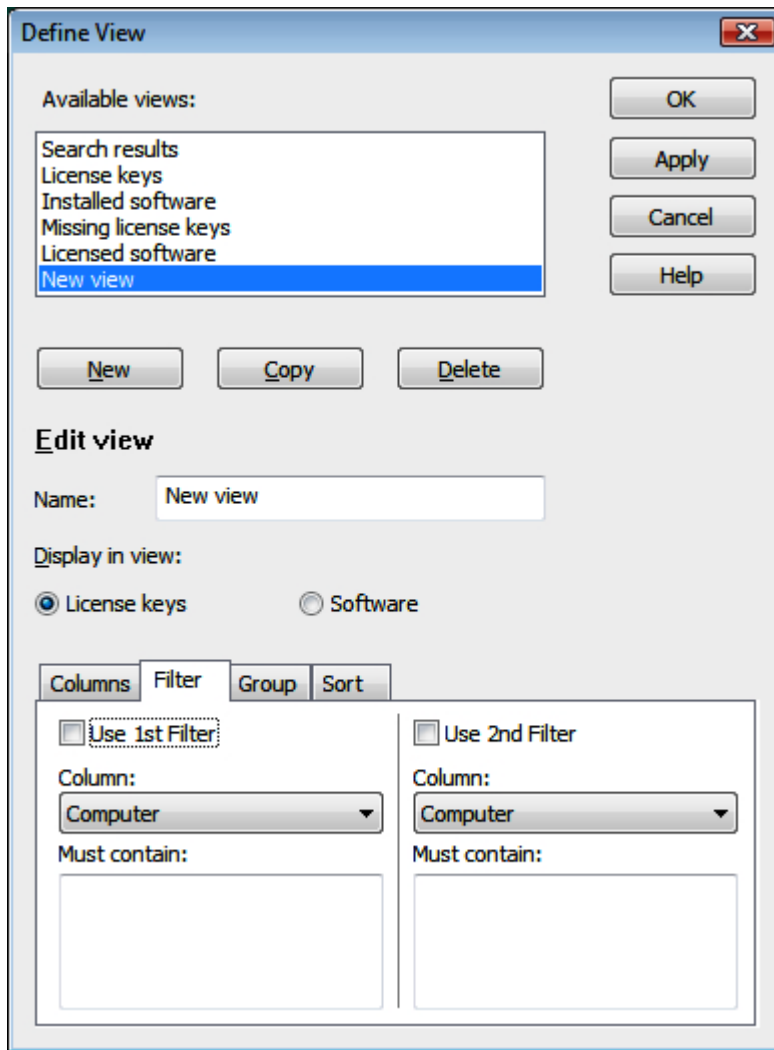 Define View
Available views:
OK
Search results
License keys
Installed software
Missing license keys
Licensed software
New view
Apply
Cancel
Help
New Copy Delete
Edit view
Name: New view
Display in view:
License keys Software
Columns Filter Group Sort
Use 1st Filter Use 2nd Filter
Column: Column:
Computer Computer
Must contain: Must contain: